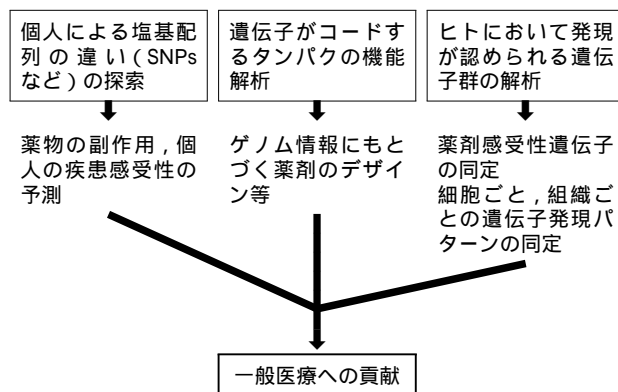 個人による塩基配
列の違い(SNPs
など)の探索
遺伝子がコードす
るタンパクの機能
解析
ヒトにおいて発現
が認められる遺伝
子群の解析
薬物の副作用,個
人の疾患感受性の
予測
ゲノム情報にもと
づく薬剤のデザイ
ン等
薬剤感受性遺伝子
の同定
細胞ごと,組織ご
との遺伝子発現パ
ターンの同定
一般医療への貢献